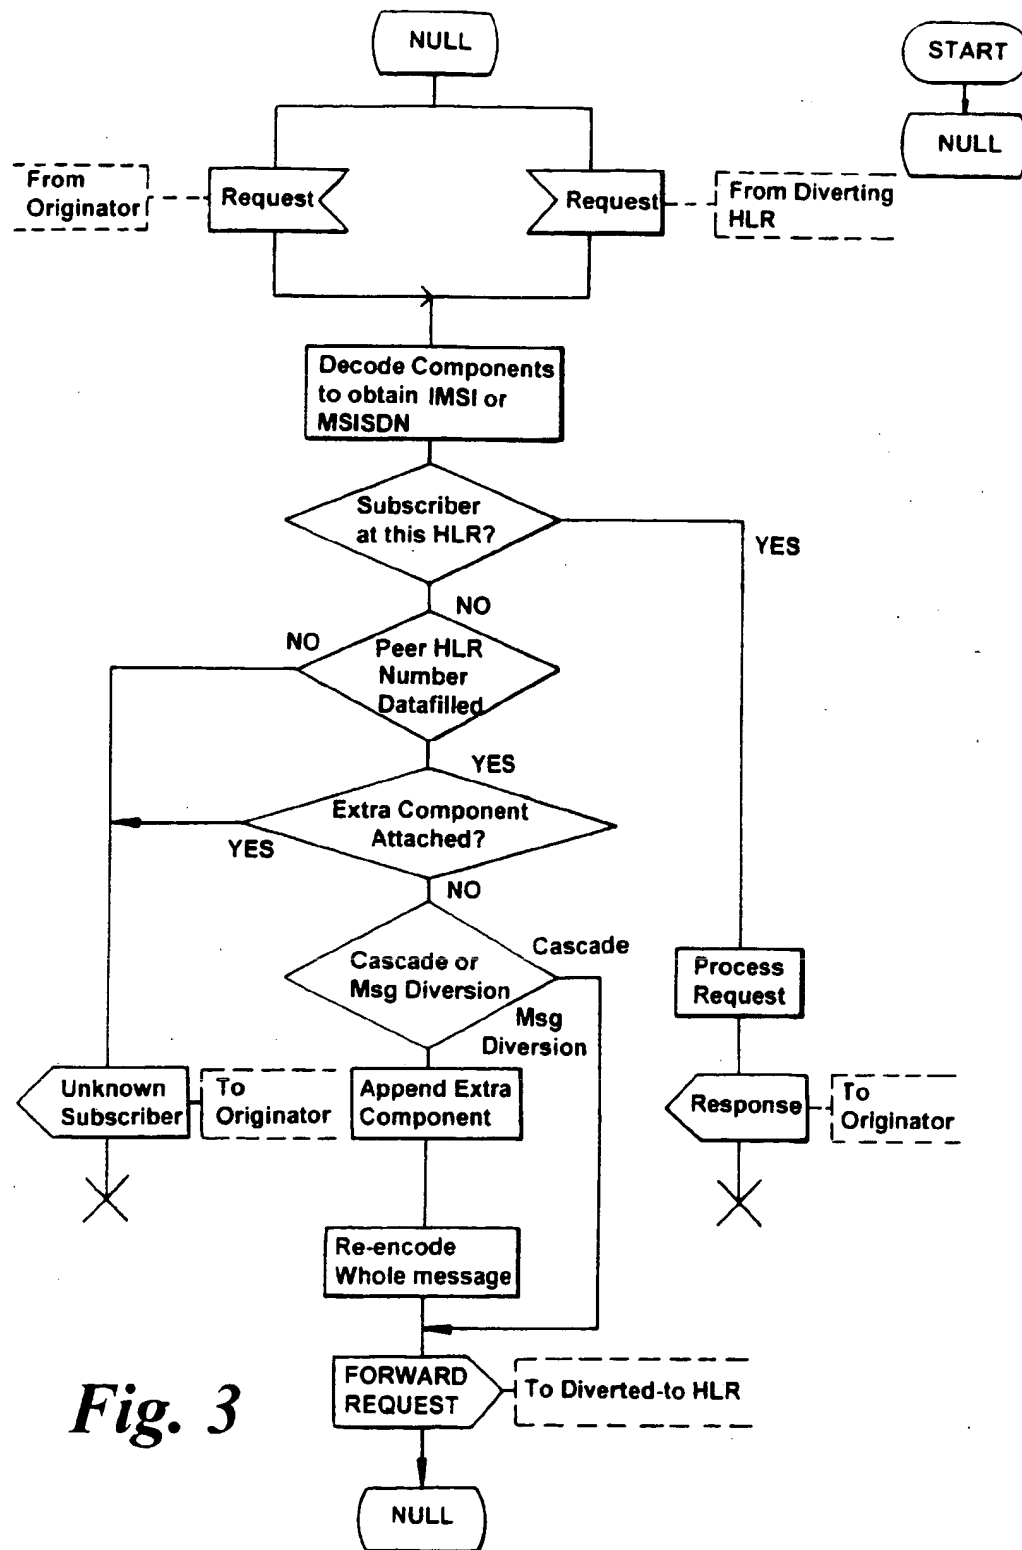 NULL
START
NULL
From
Originator
Request
Request
From Diverting
HLR
Decode Components
to obtain IMSI or
MSISDN
Subscriber
at this HLR?
YES
NO
NO
Peer HLR
Number
Datafilled
YES
Extra Component
Attached?
YES
NO
Cascade
Cascade or
Msg Diversion
Msg
Diversion
Process
Request
Unknown
Subscriber
To
Originator
Append Extra
Component
Response
To
Originator
Re-encode
Whole message
FORWARD
REQUEST
To Diverted-to HLR
Fig. 3
NULL